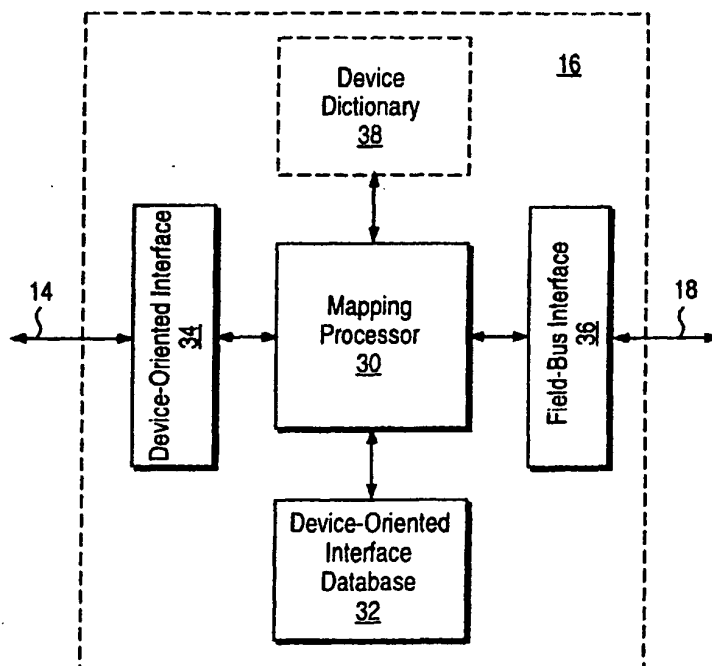 16
Device
Dictionary
38
14
Device-Oriented Interface
34
Mapping
Processor
30
Field-Bus Interface
36
18
Device-Oriented
Interface
Database
32